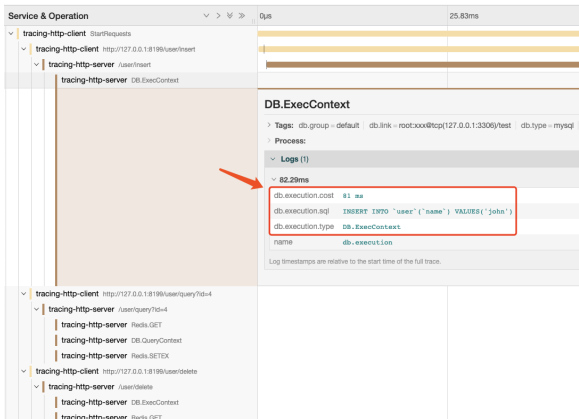 Service & Operation
0μs
25.83ms
tracing-http-client StartRequests
tracing-http-client http://127.0.0.1:8199/user/insert
tracing-http-server /user/insert
tracing-http-server DB.ExecContext
DB.ExecContext
Tags: db.group = default db.link = root:xxx@tcp(127.0.0.1:3306)/test db.type = mysql
Process:
Logs (1)
82.29ms
db.execution.cost 81 ms
db.execution.sql INSERT INTO `user`(`name`) VALUES('john')
db.execution.type DB.ExecContext
name db.execution
Log timestamps are relative to the start time of the full trace.
tracing-http-client http://127.0.0.1:8199/user/query?id=4
tracing-http-server /user/query?id=4
tracing-http-server Redis.GET
tracing-http-server DB.QueryContext
tracing-http-server Redis.SETEX
tracing-http-client http://127.0.0.1:8199/user/delete
tracing-http-server /user/delete
tracing-http-server DB.ExecContext
tracing-http-server Redis.GET